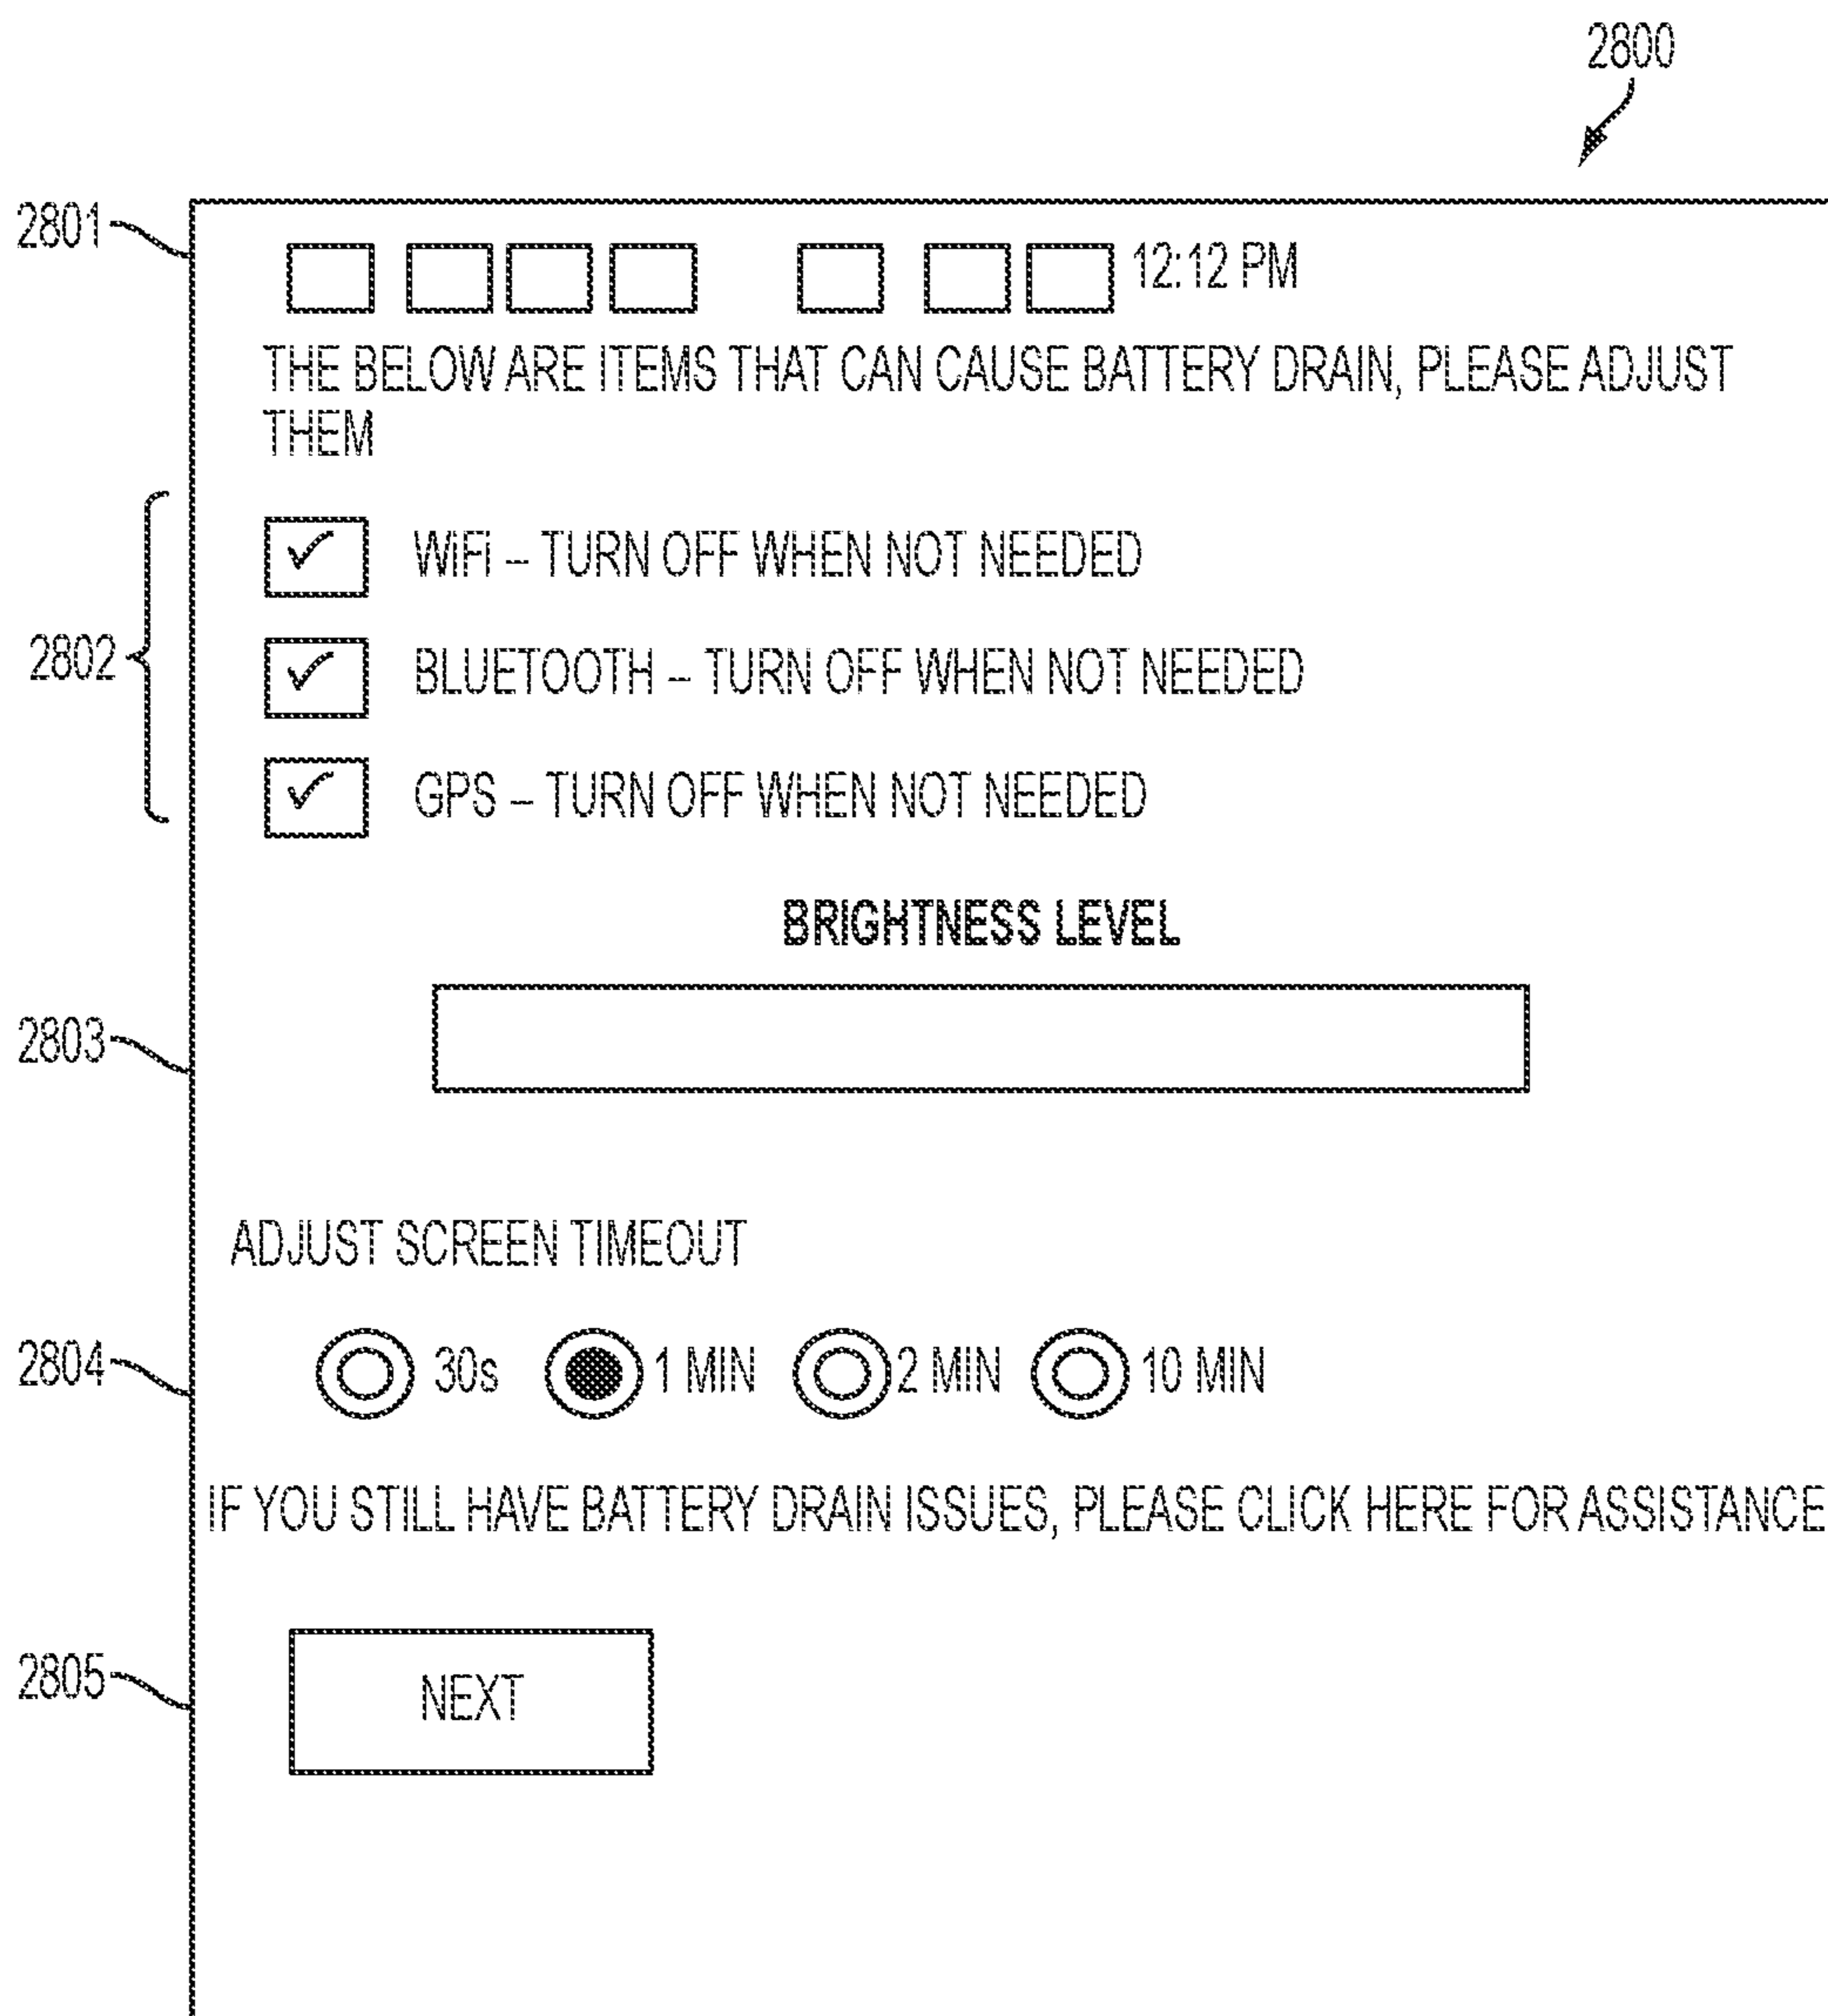 2800
2801
12:12 PM
THE BELOW ARE ITEMS THAT CAN CAUSE BATTERY DRAIN, PLEASE ADJUST
THEM
2802
WiFi – TURN OFF WHEN NOT NEEDED
BLUETOOTH – TURN OFF WHEN NOT NEEDED
GPS – TURN OFF WHEN NOT NEEDED
BRIGHTNESS LEVEL
2803
ADJUST SCREEN TIMEOUT
2804
30s 1 MIN 2 MIN 10 MIN
IF YOU STILL HAVE BATTERY DRAIN ISSUES, PLEASE CLICK HERE FOR ASSISTANCE
2805
NEXT